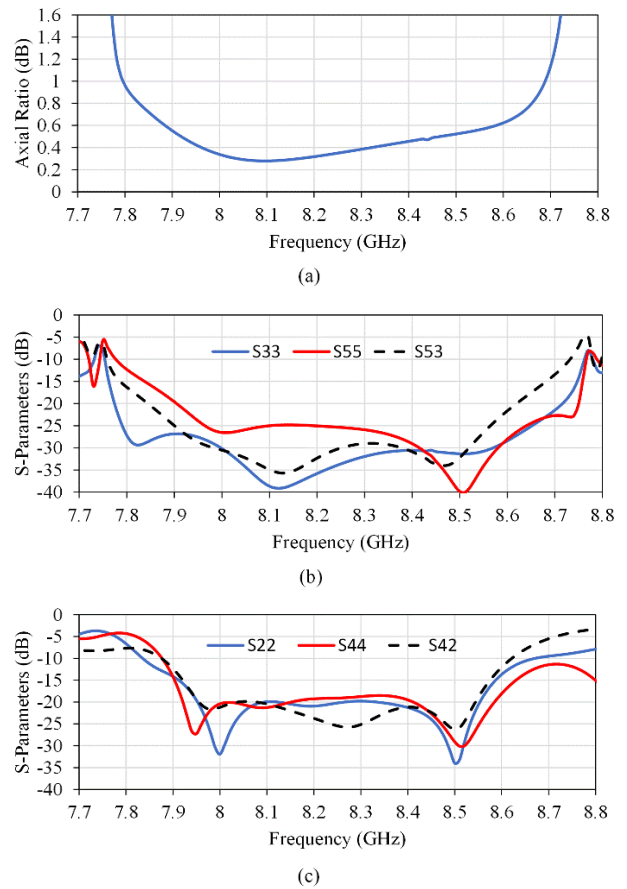 1.6
1.4
1.2
1
0.8
0.6
0.4
0.2
0
Axial Ratio (dB)
7.7 7.8 7.9 8 8.1 8.2 8.3 8.4 8.5 8.6 8.7 8.8
Frequency (GHz)
(a)
0
-5
-10
-15
-20
-25
-30
-35
-40
S-Parameters (dB)
S33 S55 S53
7.7 7.8 7.9 8 8.1 8.2 8.3 8.4 8.5 8.6 8.7 8.8
Frequency (GHz)
(b)
0
-5
-10
-15
-20
-25
-30
-35
-40
S-Parameters (dB)
S22 S44 S42
7.7 7.8 7.9 8 8.1 8.2 8.3 8.4 8.5 8.6 8.7 8.8
Frequency (GHz)
(c)